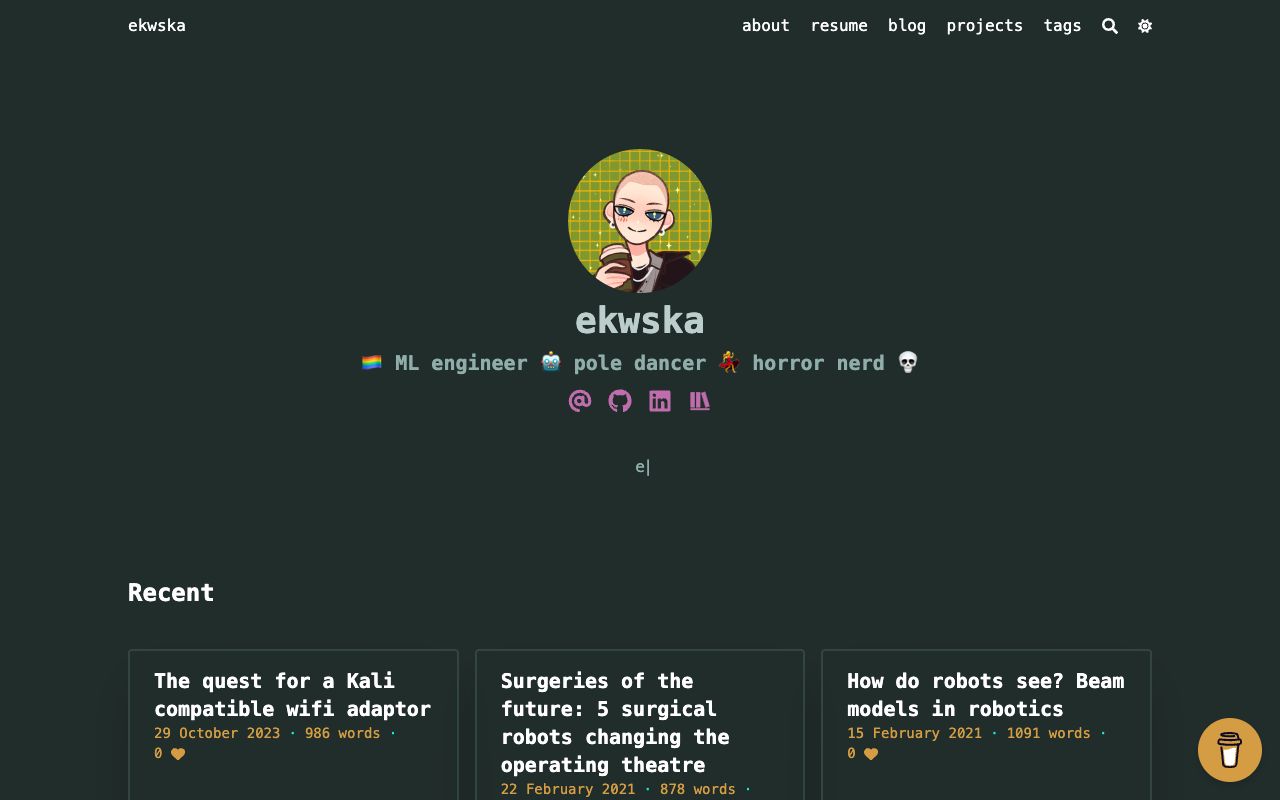 ekwska
about resume blog projects tags
ekwska
🏳️‍🌈 ML engineer 🤖 pole dancer 💃 horror nerd 💀
e|
Recent
The quest for a Kali
compatible wifi adaptor
29 October 2023 · 986 words ·
0
Surgeries of the
future: 5 surgical
robots changing the
operating theatre
22 February 2021 · 878 words ·
How do robots see? Beam
models in robotics
15 February 2021 · 1091 words ·
0